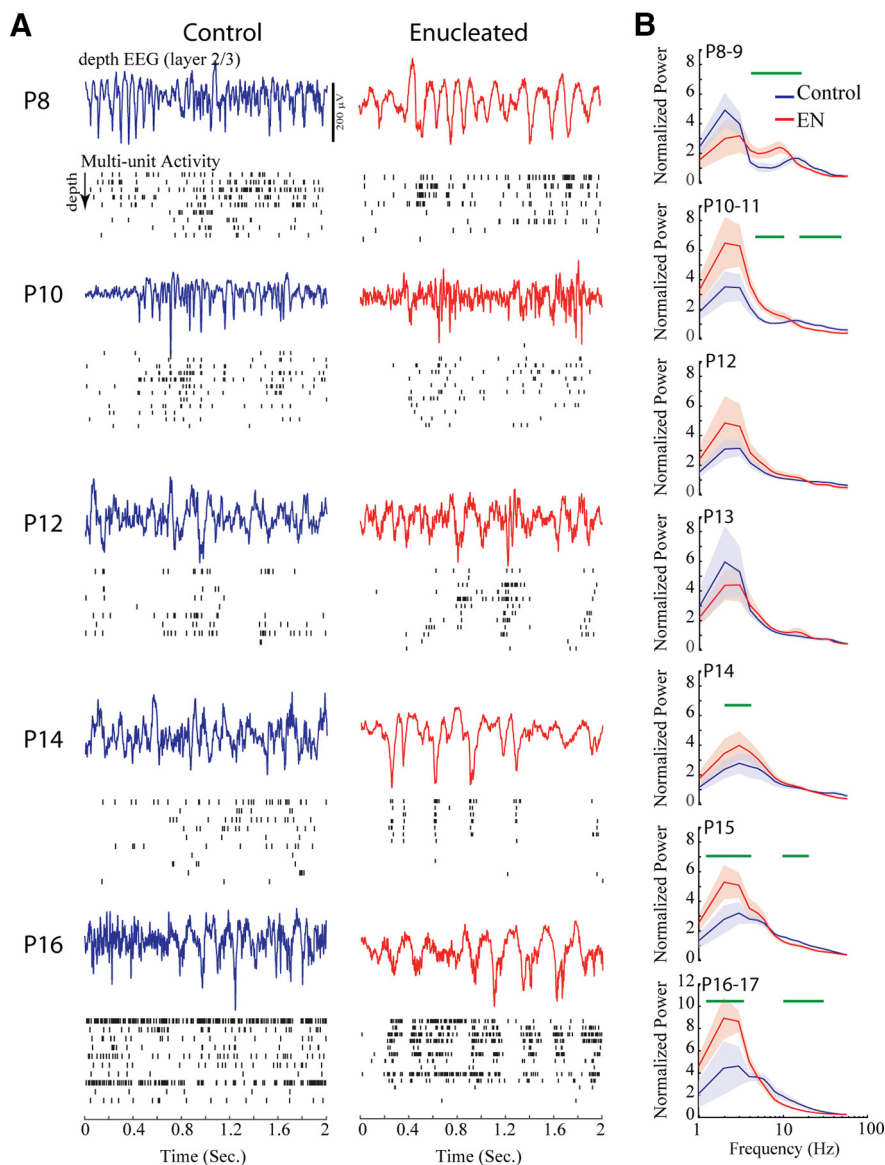 A
Control
Enucleated
depth EEG (layer 2/3)
P8
200 µV
Multi-unit Activity
depth
P10
P12
P14
P16
0 0.4 0.8 1.2 1.6 2
0 0.4 0.8 1.2 1.6 2
Time (Sec.)
Time (Sec.)
B
P8-9
Control
EN
Normalized Power
8
6
4
2
0
P10-11
Normalized Power
8
6
4
2
0
P12
Normalized Power
8
6
4
2
0
P13
Normalized Power
8
6
4
2
0
P14
Normalized Power
8
6
4
2
0
P15
Normalized Power
8
6
4
2
0
P16-17
Normalized Power
12
10
8
6
4
2
0
1 10 100
Frequency (Hz)